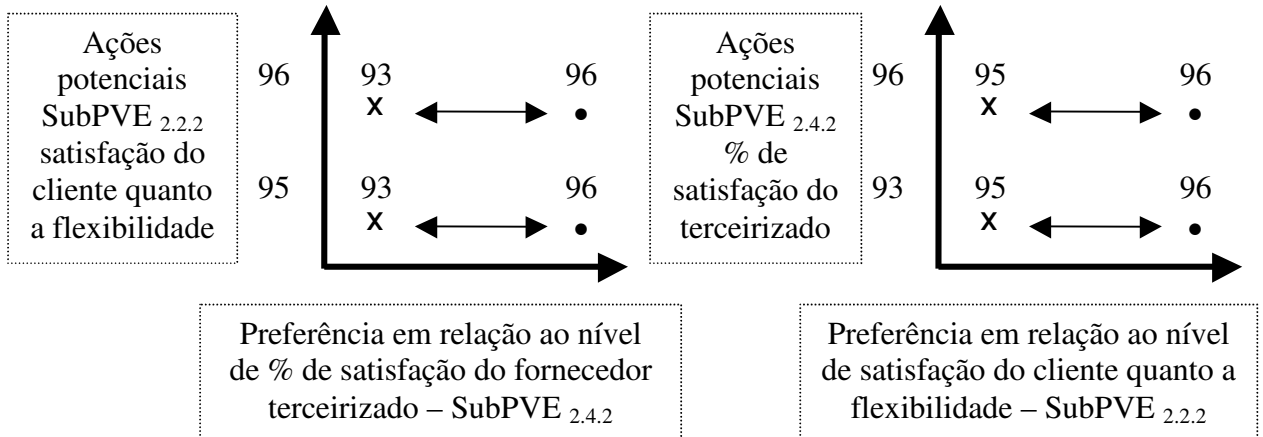 Ações
potenciais
SubPVE 2.2.2
satisfação do
cliente quanto
a flexibilidade
96 93 96
x
95 93 96
x
Preferência em relação ao nível
de % de satisfação do fornecedor
terceirizado – SubPVE 2.4.2
Ações
potenciais
SubPVE 2.4.2
% de
satisfação do
terceirizado
96 95 96
x
93 95 96
x
Preferência em relação ao nível
de satisfação do cliente quanto a
flexibilidade – SubPVE 2.2.2